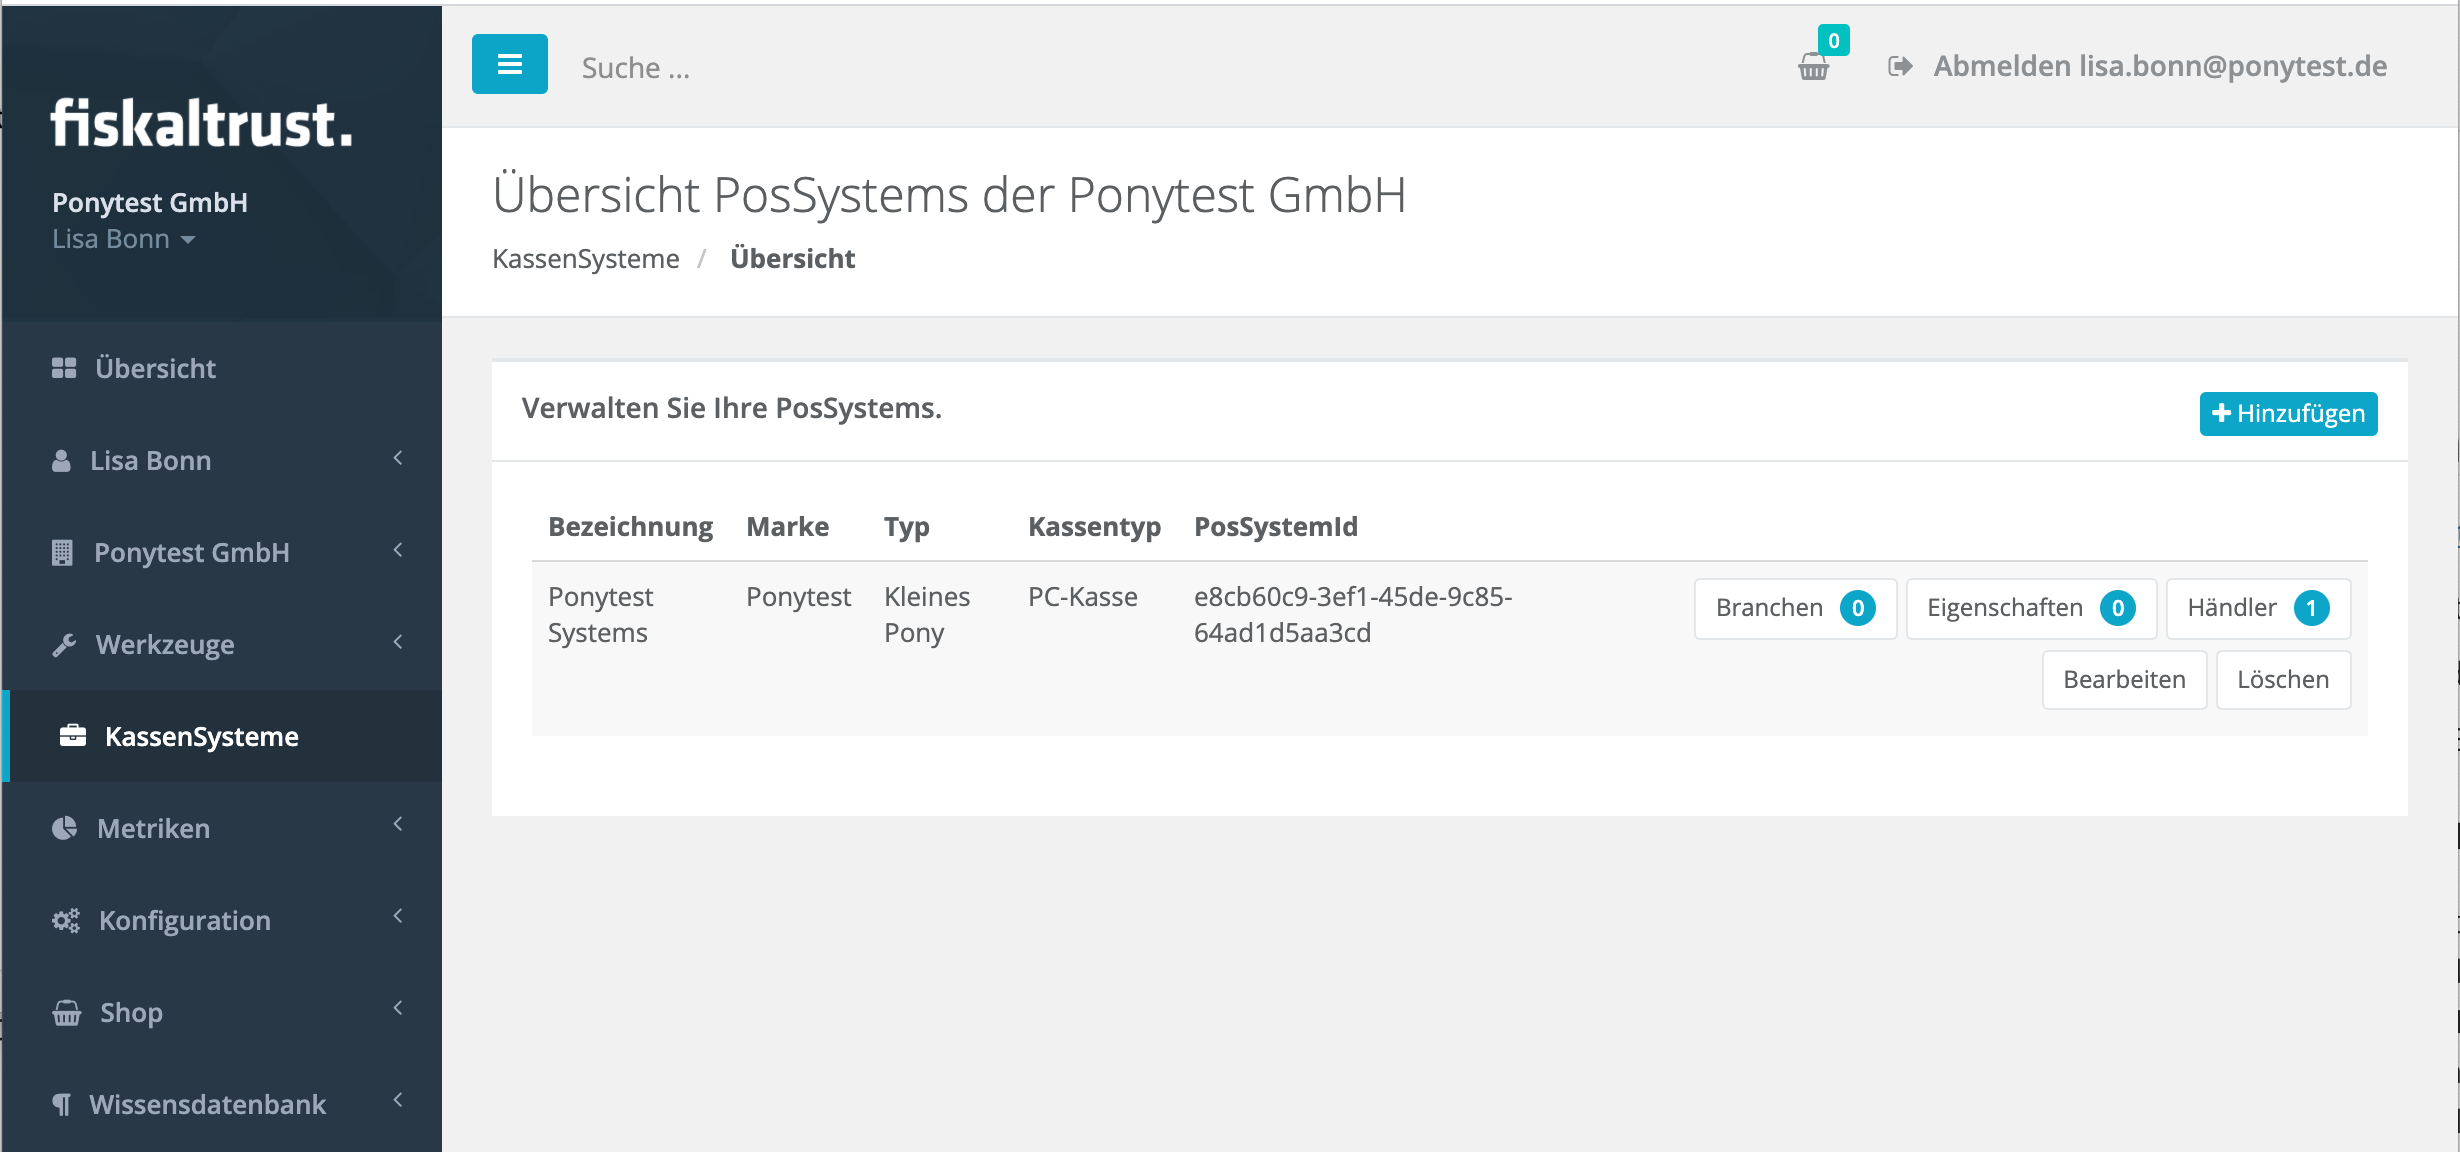 fiskaltrust.
Ponytest GmbH
Lisa Bonn
Übersicht
Lisa Bonn
Ponytest GmbH
Werkzeuge
KassenSysteme
Metriken
Konfiguration
Shop
Wissensdatenbank
Suche ...
0
Abmelden lisa.bonn@ponytest.de
Übersicht PosSystems der Ponytest GmbH
KassenSysteme / Übersicht
Verwalten Sie Ihre PosSystems.
Hinzufügen
Bezeichnung Marke Typ Kassentyp PosSystemId
Ponytest Ponytest Kleines PC-Kasse e8cb60c9-3ef1-45de-9c85-
Systems Pony 64ad1d5aa3cd
Branchen 0 Eigenschaften 0 Händler 1
Bearbeiten Löschen